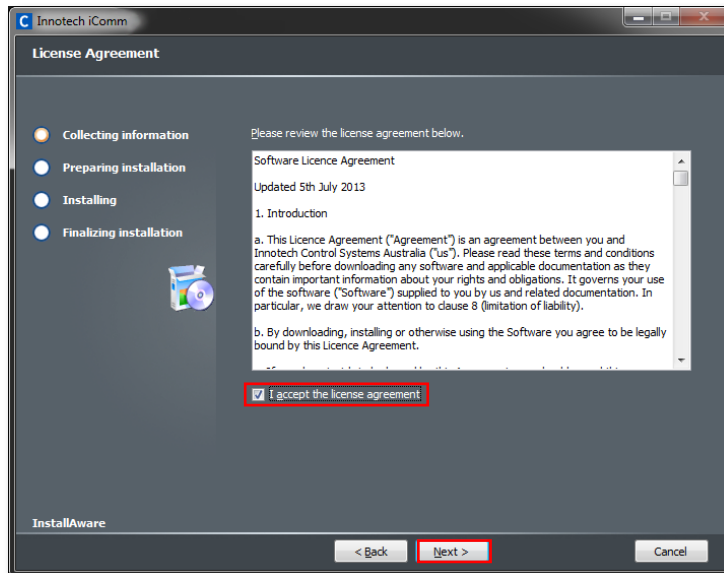 Innotech iComm
License Agreement
Collecting information
Preparing installation
Installing
Finalizing installation
Please review the license agreement below.
Software Licence Agreement
Updated 5th July 2013
1. Introduction
a. This Licence Agreement ("Agreement") is an agreement between you and
Innotech Control Systems Australia ("us"). Please read these terms and conditions
carefully before downloading any software and applicable documentation as they
contain important information about your rights and obligations. It governs your use
of the software ("Software") supplied to you by us and related documentation. In
particular, we draw your attention to clause 8 (limitation of liability).
b. By downloading, installing or otherwise using the Software you agree to be legally
bound by this Licence Agreement.
I accept the license agreement
InstallAware
< Back
Next >
Cancel